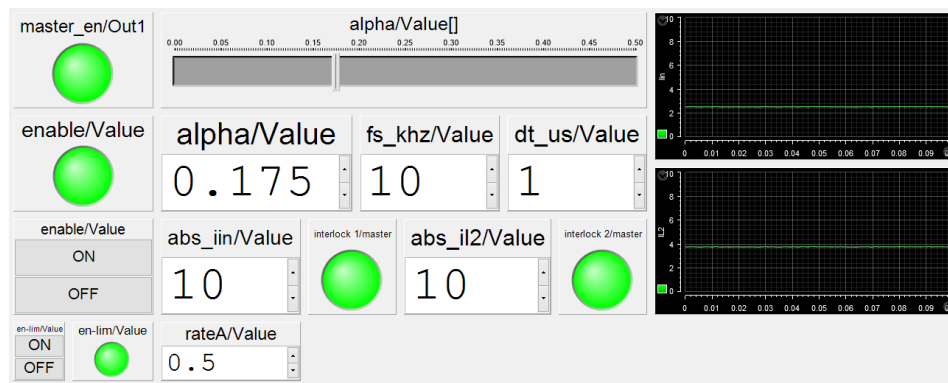 master_en/Out1
alpha/Value[]
0.00 0.05 0.10 0.15 0.20 0.25 0.30 0.35 0.40 0.45 0.50
enable/Value
alpha/Value
0.175
fs_khz/Value
10
dt_us/Value
1
enable/Value
ON
OFF
abs_iin/Value
10
interlock 1/master
abs_il2/Value
10
interlock 2/master
en-lim/Value
ON
OFF
en-lim/Value
rateA/Value
0.5
10
8
6
4
2
0
Iin
0 0.01 0.02 0.03 0.04 0.05 0.06 0.07 0.08 0.09
10
8
6
4
2
0
IL2
0 0.01 0.02 0.03 0.04 0.05 0.06 0.07 0.08 0.09